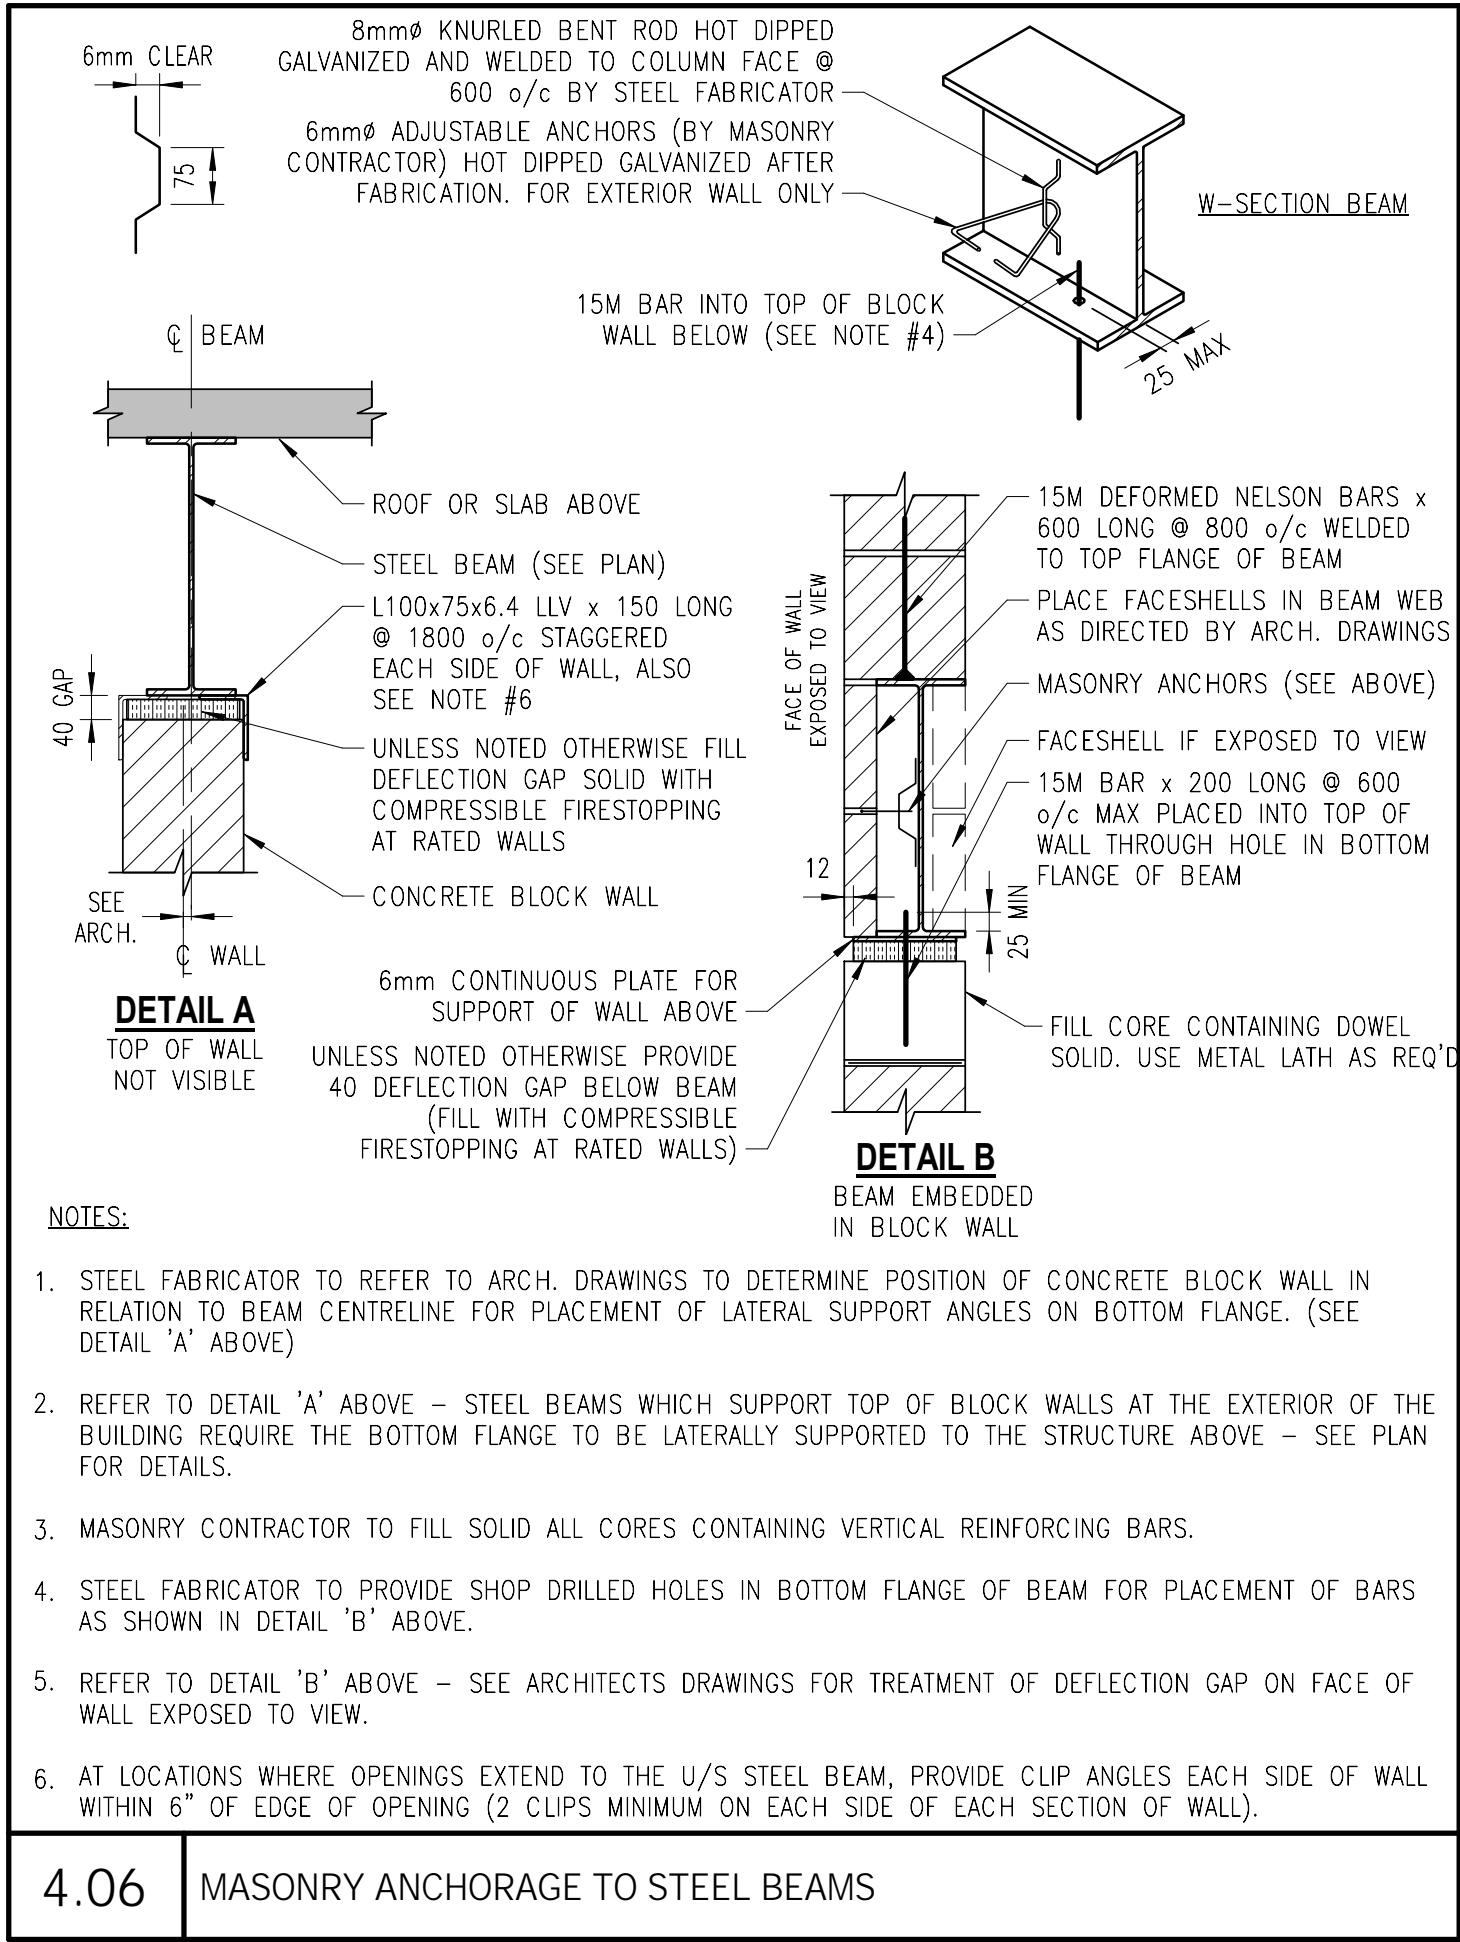 6mm CLEAR
75
8mmø KNURLED BENT ROD HOT DIPPED
GALVANIZED AND WELDED TO COLUMN FACE @
600 o/c BY STEEL FABRICATOR
6mmø ADJUSTABLE ANCHORS (BY MASONRY
CONTRACTOR) HOT DIPPED GALVANIZED AFTER
FABRICATION. FOR EXTERIOR WALL ONLY
W-SECTION BEAM
15M BAR INTO TOP OF BLOCK
WALL BELOW (SEE NOTE #4)
25 MAX
℄ BEAM
ROOF OR SLAB ABOVE
STEEL BEAM (SEE PLAN)
L100x75x6.4 LLV x 150 LONG
@ 1800 o/c STAGGERED
EACH SIDE OF WALL, ALSO
SEE NOTE #6
40 GAP
UNLESS NOTED OTHERWISE FILL
DEFLECTION GAP SOLID WITH
COMPRESSIBLE FIRESTOPPING
AT RATED WALLS
CONCRETE BLOCK WALL
SEE
ARCH.
℄ WALL
DETAIL A
TOP OF WALL
NOT VISIBLE
15M DEFORMED NELSON BARS x
600 LONG @ 800 o/c WELDED
TO TOP FLANGE OF BEAM
PLACE FACESHELLS IN BEAM WEB
AS DIRECTED BY ARCH. DRAWINGS
FACE OF WALL
EXPOSED TO VIEW
MASONRY ANCHORS (SEE ABOVE)
FACESHELL IF EXPOSED TO VIEW
15M BAR x 200 LONG @ 600
o/c MAX PLACED INTO TOP OF
WALL THROUGH HOLE IN BOTTOM
FLANGE OF BEAM
12
25 MIN
6mm CONTINUOUS PLATE FOR
SUPPORT OF WALL ABOVE
UNLESS NOTED OTHERWISE PROVIDE
40 DEFLECTION GAP BELOW BEAM
(FILL WITH COMPRESSIBLE
FIRESTOPPING AT RATED WALLS)
FILL CORE CONTAINING DOWEL
SOLID. USE METAL LATH AS REQ'D
DETAIL B
BEAM EMBEDDED
IN BLOCK WALL
NOTES:
1. STEEL FABRICATOR TO REFER TO ARCH. DRAWINGS TO DETERMINE POSITION OF CONCRETE BLOCK WALL IN
RELATION TO BEAM CENTRELINE FOR PLACEMENT OF LATERAL SUPPORT ANGLES ON BOTTOM FLANGE. (SEE
DETAIL 'A' ABOVE)
2. REFER TO DETAIL 'A' ABOVE – STEEL BEAMS WHICH SUPPORT TOP OF BLOCK WALLS AT THE EXTERIOR OF THE
BUILDING REQUIRE THE BOTTOM FLANGE TO BE LATERALLY SUPPORTED TO THE STRUCTURE ABOVE – SEE PLAN
FOR DETAILS.
3. MASONRY CONTRACTOR TO FILL SOLID ALL CORES CONTAINING VERTICAL REINFORCING BARS.
4. STEEL FABRICATOR TO PROVIDE SHOP DRILLED HOLES IN BOTTOM FLANGE OF BEAM FOR PLACEMENT OF BARS
AS SHOWN IN DETAIL 'B' ABOVE.
5. REFER TO DETAIL 'B' ABOVE – SEE ARCHITECTS DRAWINGS FOR TREATMENT OF DEFLECTION GAP ON FACE OF
WALL EXPOSED TO VIEW.
6. AT LOCATIONS WHERE OPENINGS EXTEND TO THE U/S STEEL BEAM, PROVIDE CLIP ANGLES EACH SIDE OF WALL
WITHIN 6" OF EDGE OF OPENING (2 CLIPS MINIMUM ON EACH SIDE OF EACH SECTION OF WALL).
4.06
MASONRY ANCHORAGE TO STEEL BEAMS